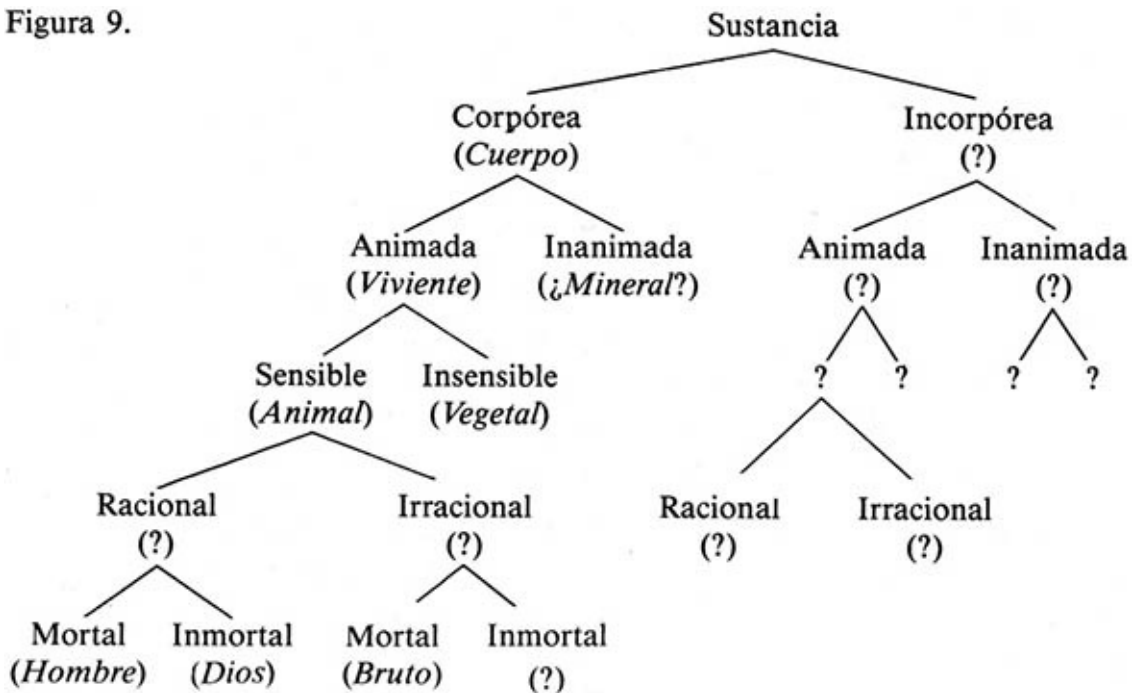 Figura 9.
Sustancia
Corpórea Incorpórea
(Cuerpo) (?)
Animada Inanimada Animada Inanimada
(Viviente) (¿Mineral?) (?) (?)
Sensible Insensible ? ? ? ?
(Animal) (Vegetal)
Racional Irracional Racional Irracional
(?) (?) (?) (?)
Mortal Inmortal Mortal Inmortal
(Hombre) (Dios) (Bruto) (?)